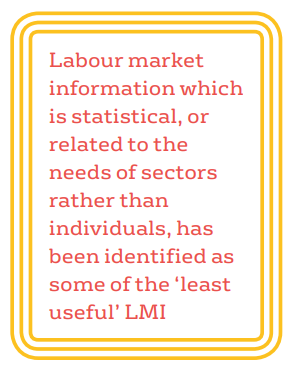 Labour market
information which
is statistical, or
related to the
needs of sectors
rather than
individuals, has
been identified as
some of the ‘least
useful’ LMI